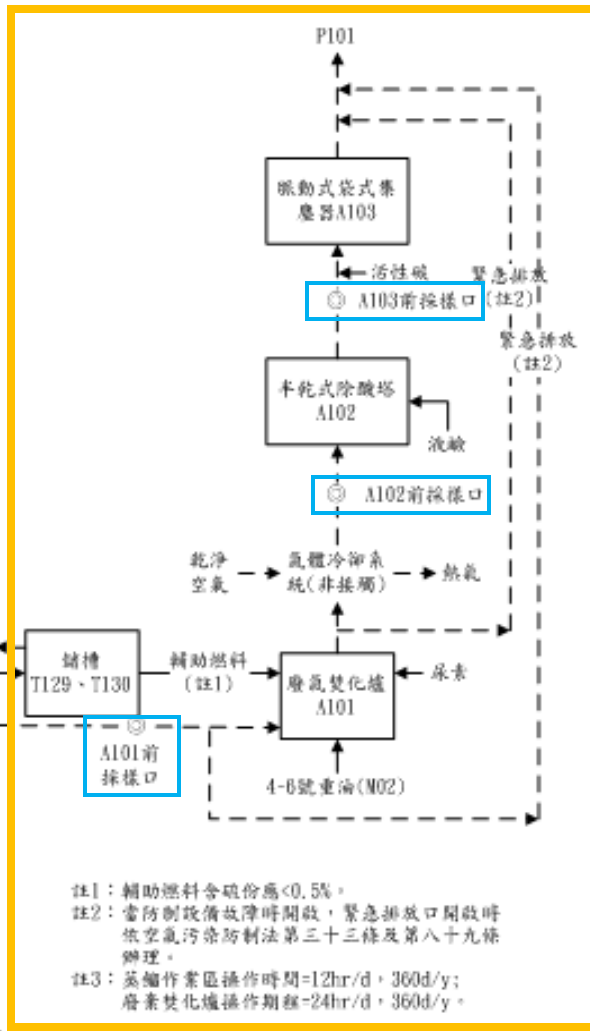 P101
脈動式袋式集
塵器A103
活性碳
緊急排放
(註2)
A103前採樣口
緊急排放
(註2)
半乾式除酸塔
A102
液鹼
A102前採樣口
乾淨
空氣
氣體冷卻系
統(非接觸)
熱氣
儲槽
T129、T130
輔助燃料
(註1)
廢氣焚化爐
A101
尿素
A101前
採樣口
4-6號重油(M02)
註1：輔助燃料含硫份應<0.5%。
註2：當防制設備故障時開啟，緊急排放口開啟時
依空氣污染防制法第三十三條及第八十九條
辦理。
註3：蒸餾作業區操作時間=12hr/d，360d/y;
廢棄焚化爐操作期程=24hr/d，360d/y。